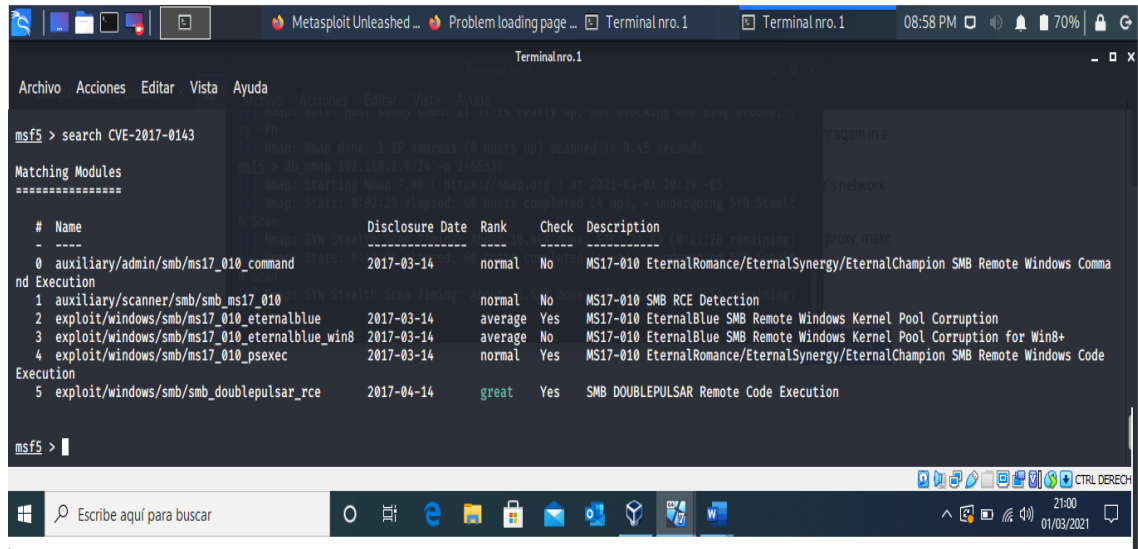 Metasploit Unleashed ... Problem loading page ... Terminal nro. 1 Terminal nro. 1 08:58 PM 70%
Terminal nro. 1
Archivo Acciones Editar Vista Ayuda
msf5 > search CVE-2017-0143
Matching Modules
================
# Name Disclosure Date Rank Check Description
- ---- --------------- ---- ----- -----------
0 auxiliary/admin/smb/ms17_010_command 2017-03-14 normal No MS17-010 EternalRomance/EternalSynergy/EternalChampion SMB Remote Windows Comma
nd Execution
1 auxiliary/scanner/smb/smb_ms17_010 normal No MS17-010 SMB RCE Detection
2 exploit/windows/smb/ms17_010_eternalblue 2017-03-14 average Yes MS17-010 EternalBlue SMB Remote Windows Kernel Pool Corruption
3 exploit/windows/smb/ms17_010_eternalblue_win8 2017-03-14 average No MS17-010 EternalBlue SMB Remote Windows Kernel Pool Corruption for Win8+
4 exploit/windows/smb/ms17_010_psexec 2017-03-14 normal Yes MS17-010 EternalRomance/EternalSynergy/EternalChampion SMB Remote Windows Code
Execution
5 exploit/windows/smb/smb_doublepulsar_rce 2017-04-14 great Yes SMB DOUBLEPULSAR Remote Code Execution
msf5 >
CTRL DERECH
Escribe aquí para buscar
21:00
01/03/2021